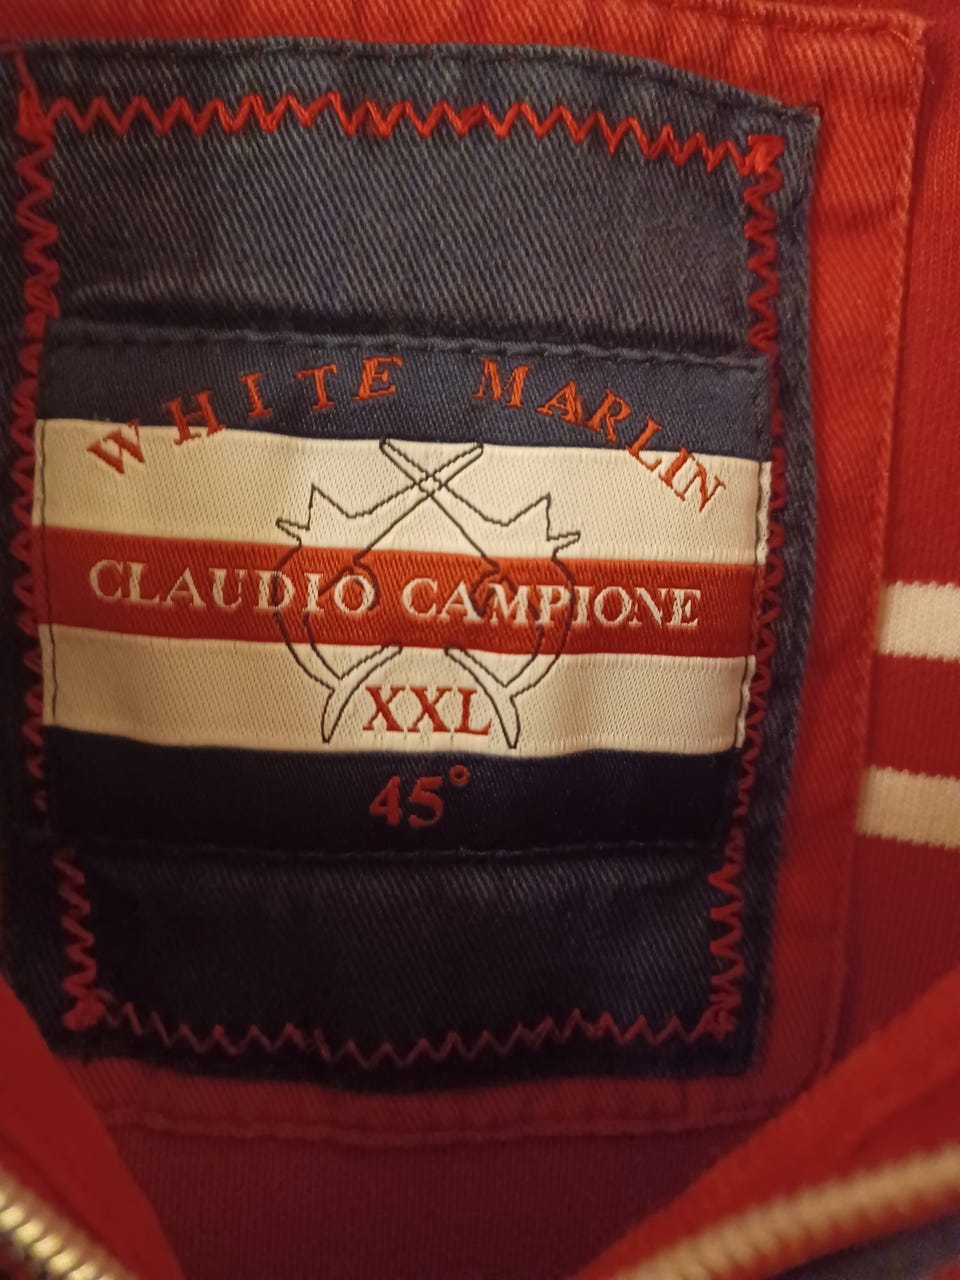 WHITE MARLIN
CLAUDIO CAMPIONE
XXL
45°